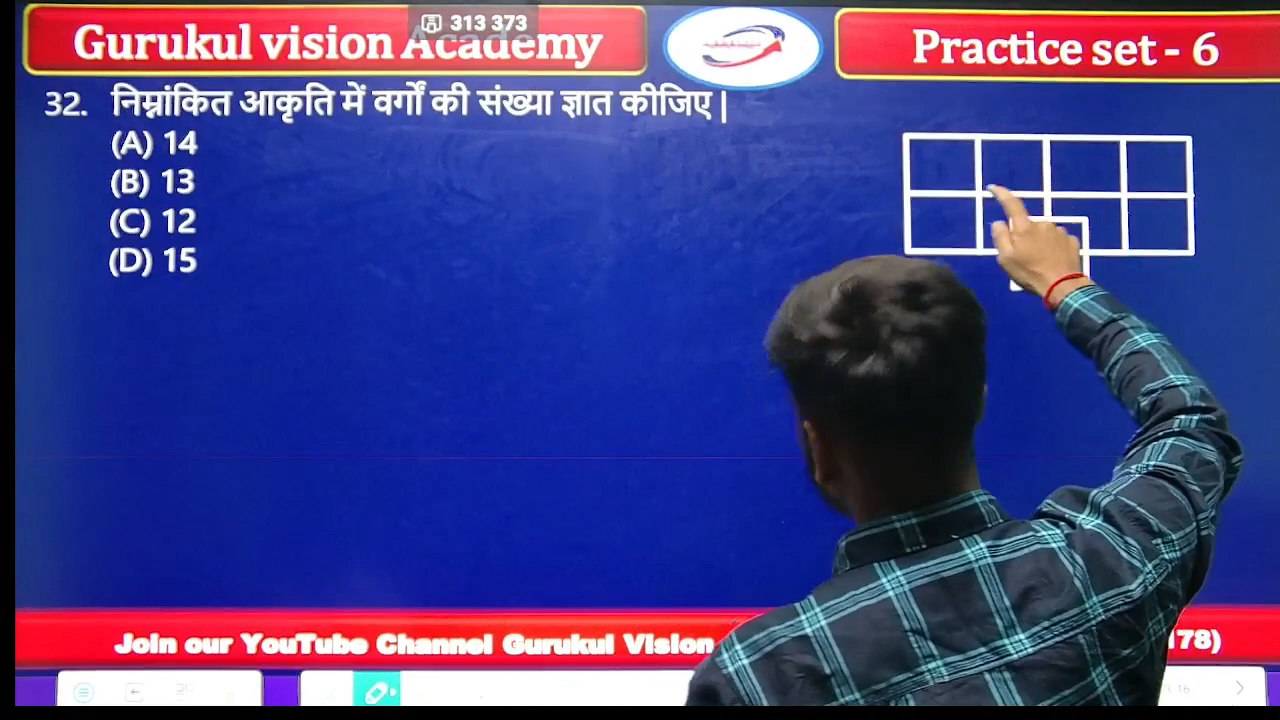 313 373
Gurukul vision Academy
Practice set - 6
32. निम्नांकित आकृति में वर्गों की संख्या ज्ञात कीजिए |
(A) 14
(B) 13
(C) 12
(D) 15
Join our YouTube Channel Gurukul Vision
178)
16